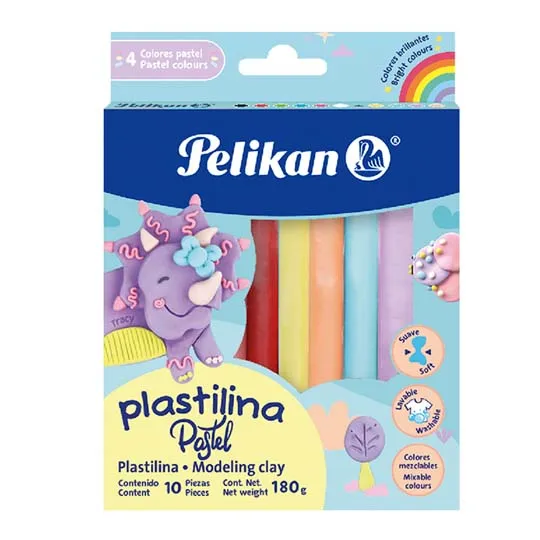 4 Colores pastel
Pastel colours
Colores brillantes
Bright colours
Pelikan ®
Tracy
Suave
Soft
Lavable
Washable
plastilina
Pastel
Plastilina • Modeling clay
Contenido 10 Piezas Cont. Net. 180g
Content Pieces Net weight
Colores mezclables
Mixable colours